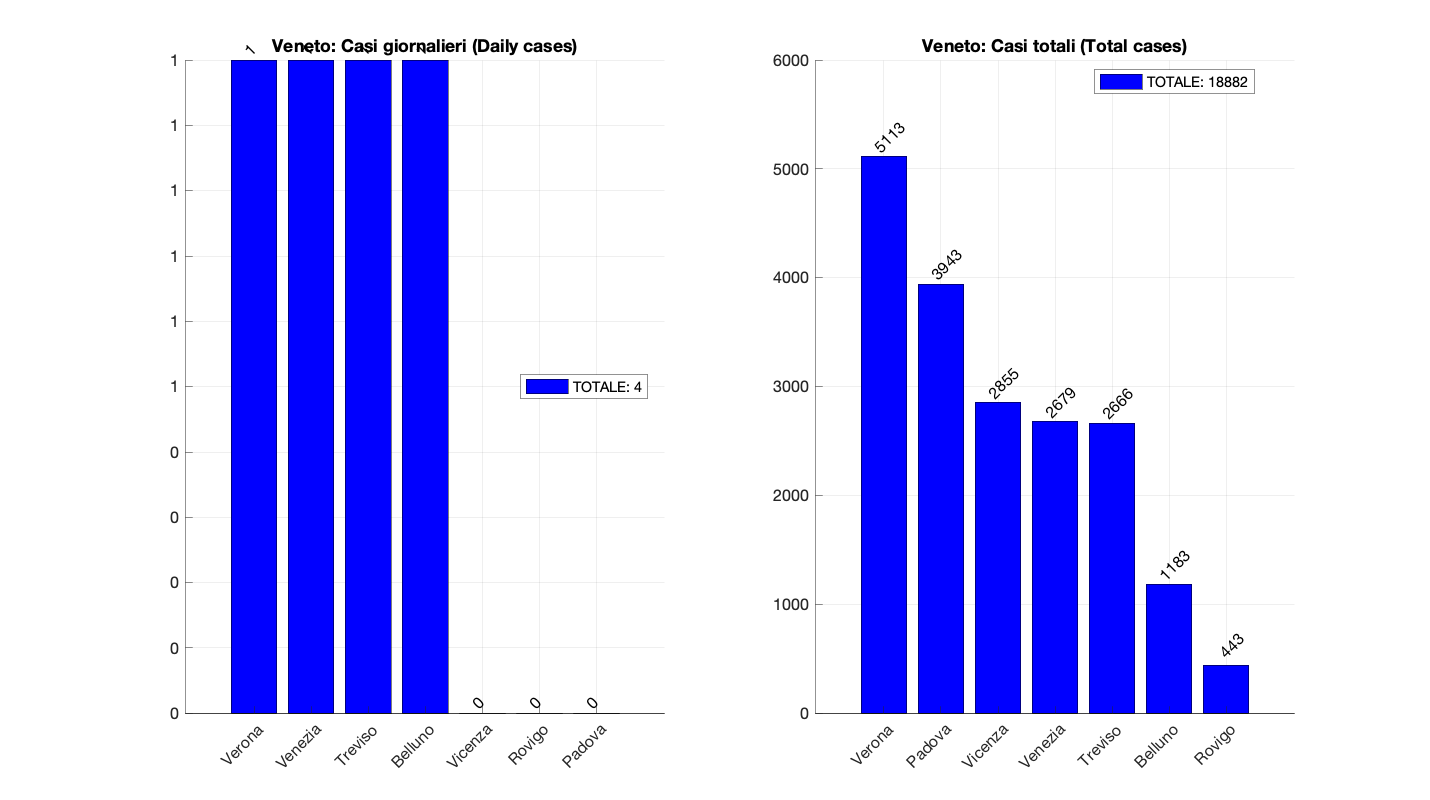 Veneto: Casi giornalieri (Daily cases)
1
1
1
1
1
1
1
0
0
0
0
0
0
0
0
TOTALE: 4
Verona
Venezia
Treviso
Belluno
Vicenza
Rovigo
Padova
Veneto: Casi totali (Total cases)
6000
5000
4000
3000
2000
1000
0
TOTALE: 18882
5113
3943
2855
2679
2666
1183
443
Verona
Padova
Vicenza
Venezia
Treviso
Belluno
Rovigo